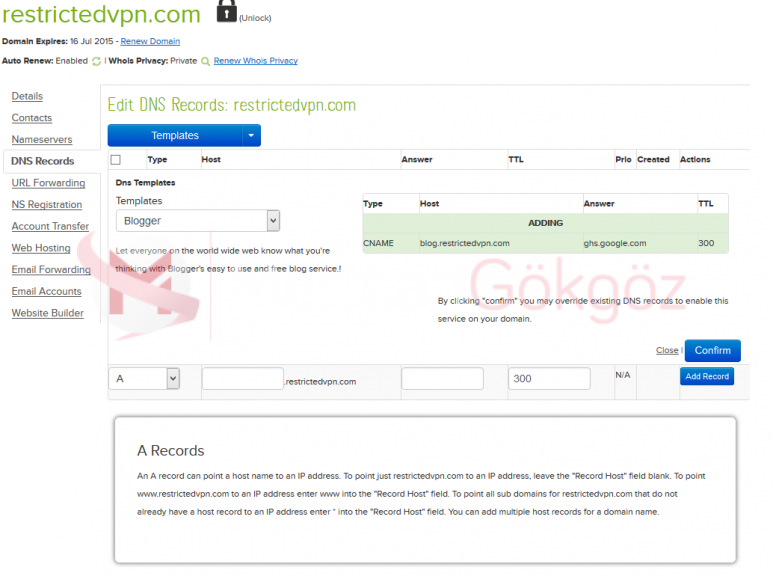 restrictedvpn.com (Unlock)
Domain Expires: 16 Jul 2015 - Renew Domain
Auto Renew: Enabled | Whois Privacy: Private Renew Whois Privacy
Details
Contacts
Nameservers
DNS Records
URL Forwarding
NS Registration
Account Transfer
Web Hosting
Email Forwarding
Email Accounts
Website Builder
Edit DNS Records: restrictedvpn.com
Templates
Type Host Answer TTL Prio Created Actions
Dns Templates
Templates
Blogger
Let everyone on the world wide web know what you're
thinking with Blogger's easy to use and free blog service.!
Type Host Answer TTL
ADDING
CNAME blog.restrictedvpn.com ghs.google.com 300
M Gökgöz
By clicking "confirm" you may override existing DNS records to enable this
service on your domain.
Close | Confirm
A .restrictedvpn.com 300 N/A Add Record
A Records
An A record can point a host name to an IP address. To point just restrictedvpn.com to an IP address, leave the "Record Host" field blank. To point
www.restrictedvpn.com to an IP address enter www into the "Record Host" field. To point all sub domains for restrictedvpn.com that do not
already have a host record to an IP address enter * into the "Record Host" field. You can add multiple host records for a domain name.